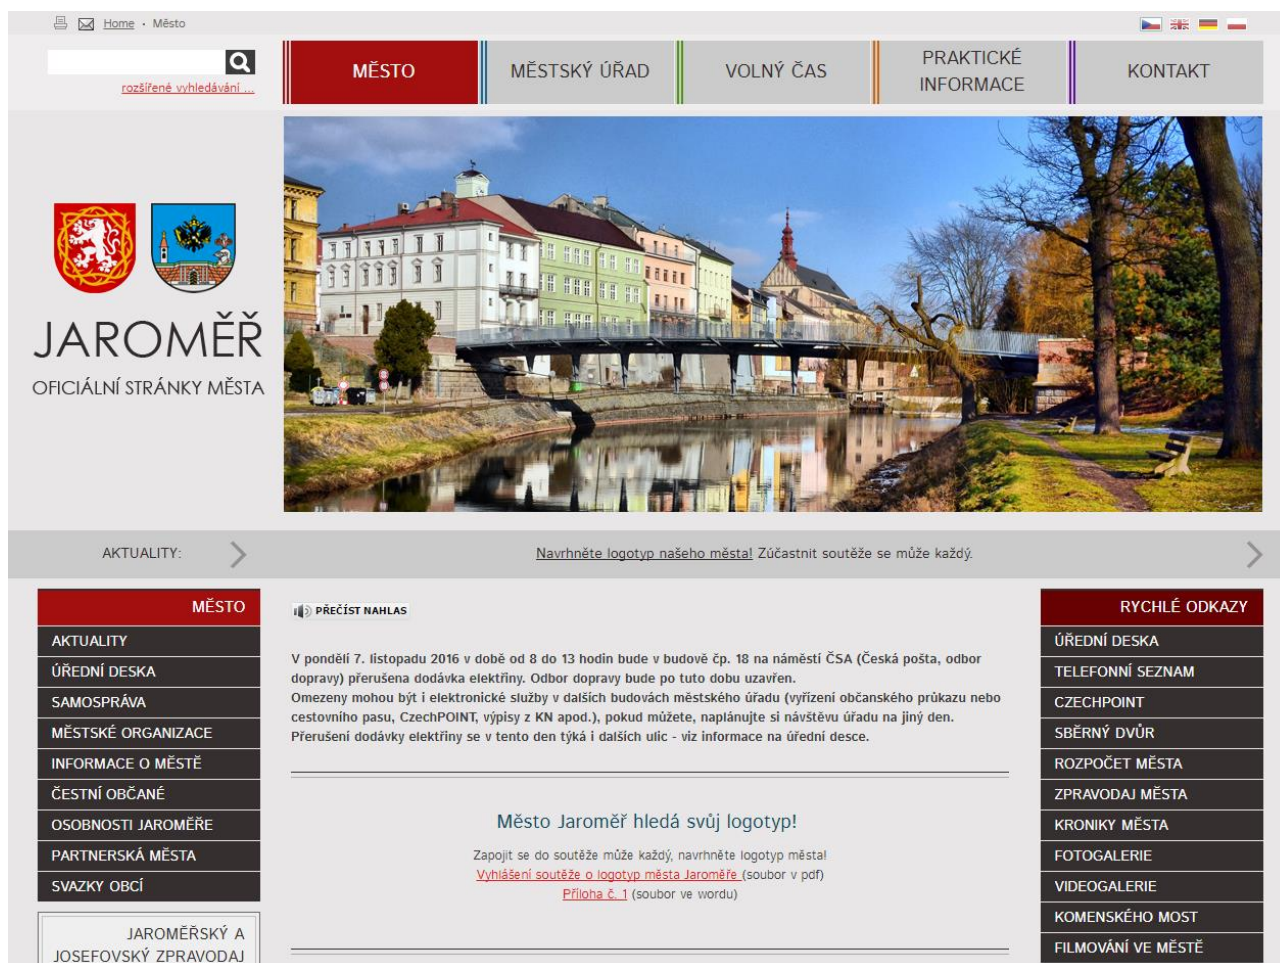 Home · Město
rozšířené vyhledávání ...
MĚSTO
MĚSTSKÝ ÚŘAD
VOLNÝ ČAS
PRAKTICKÉ
INFORMACE
KONTAKT
JAROMĚŘ
OFICIÁLNÍ STRÁNKY MĚSTA
AKTUALITY:
Navrhněte logotyp našeho města! Zúčastnit soutěže se může každý.
MĚSTO
AKTUALITY
ÚŘEDNÍ DESKA
SAMOSPRÁVA
MĚSTSKÉ ORGANIZACE
INFORMACE O MĚSTĚ
ČESTNÍ OBČANÉ
OSOBNOSTI JAROMĚŘE
PARTNERSKÁ MĚSTA
SVAZKY OBCÍ
JAROMĚŘSKÝ A
JOSEFOVSKÝ ZPRAVODAJ
PŘEČÍST NAHLAS
V pondělí 7. listopadu 2016 v době od 8 do 13 hodin bude v budově čp. 18 na náměstí ČSA (Česká pošta, odbor
dopravy) přerušena dodávka elektřiny. Odbor dopravy bude po tuto dobu uzavřen.
Omezeny mohou být i elektronické služby v dalších budovách městského úřadu (vyřízení občanského průkazu nebo
cestovního pasu, CzechPOINT, výpisy z KN apod.), pokud můžete, naplánujte si návštěvu úřadu na jiný den.
Přerušení dodávky elektřiny se v tento den týká i dalších ulic - viz informace na úřední desce.
Město Jaroměř hledá svůj logotyp!
Zapojit se do soutěže může každý, navrhněte logotyp města!
Vyhlášení soutěže o logotyp města Jaroměře (soubor v pdf)
Příloha č. 1 (soubor ve wordu)
RYCHLÉ ODKAZY
ÚŘEDNÍ DESKA
TELEFONNÍ SEZNAM
CZECHPOINT
SBĚRNÝ DVŮR
ROZPOČET MĚSTA
ZPRAVODAJ MĚSTA
KRONIKY MĚSTA
FOTOGALERIE
VIDEOGALERIE
KOMENSKÉHO MOST
FILMOVÁNÍ VE MĚSTĚ